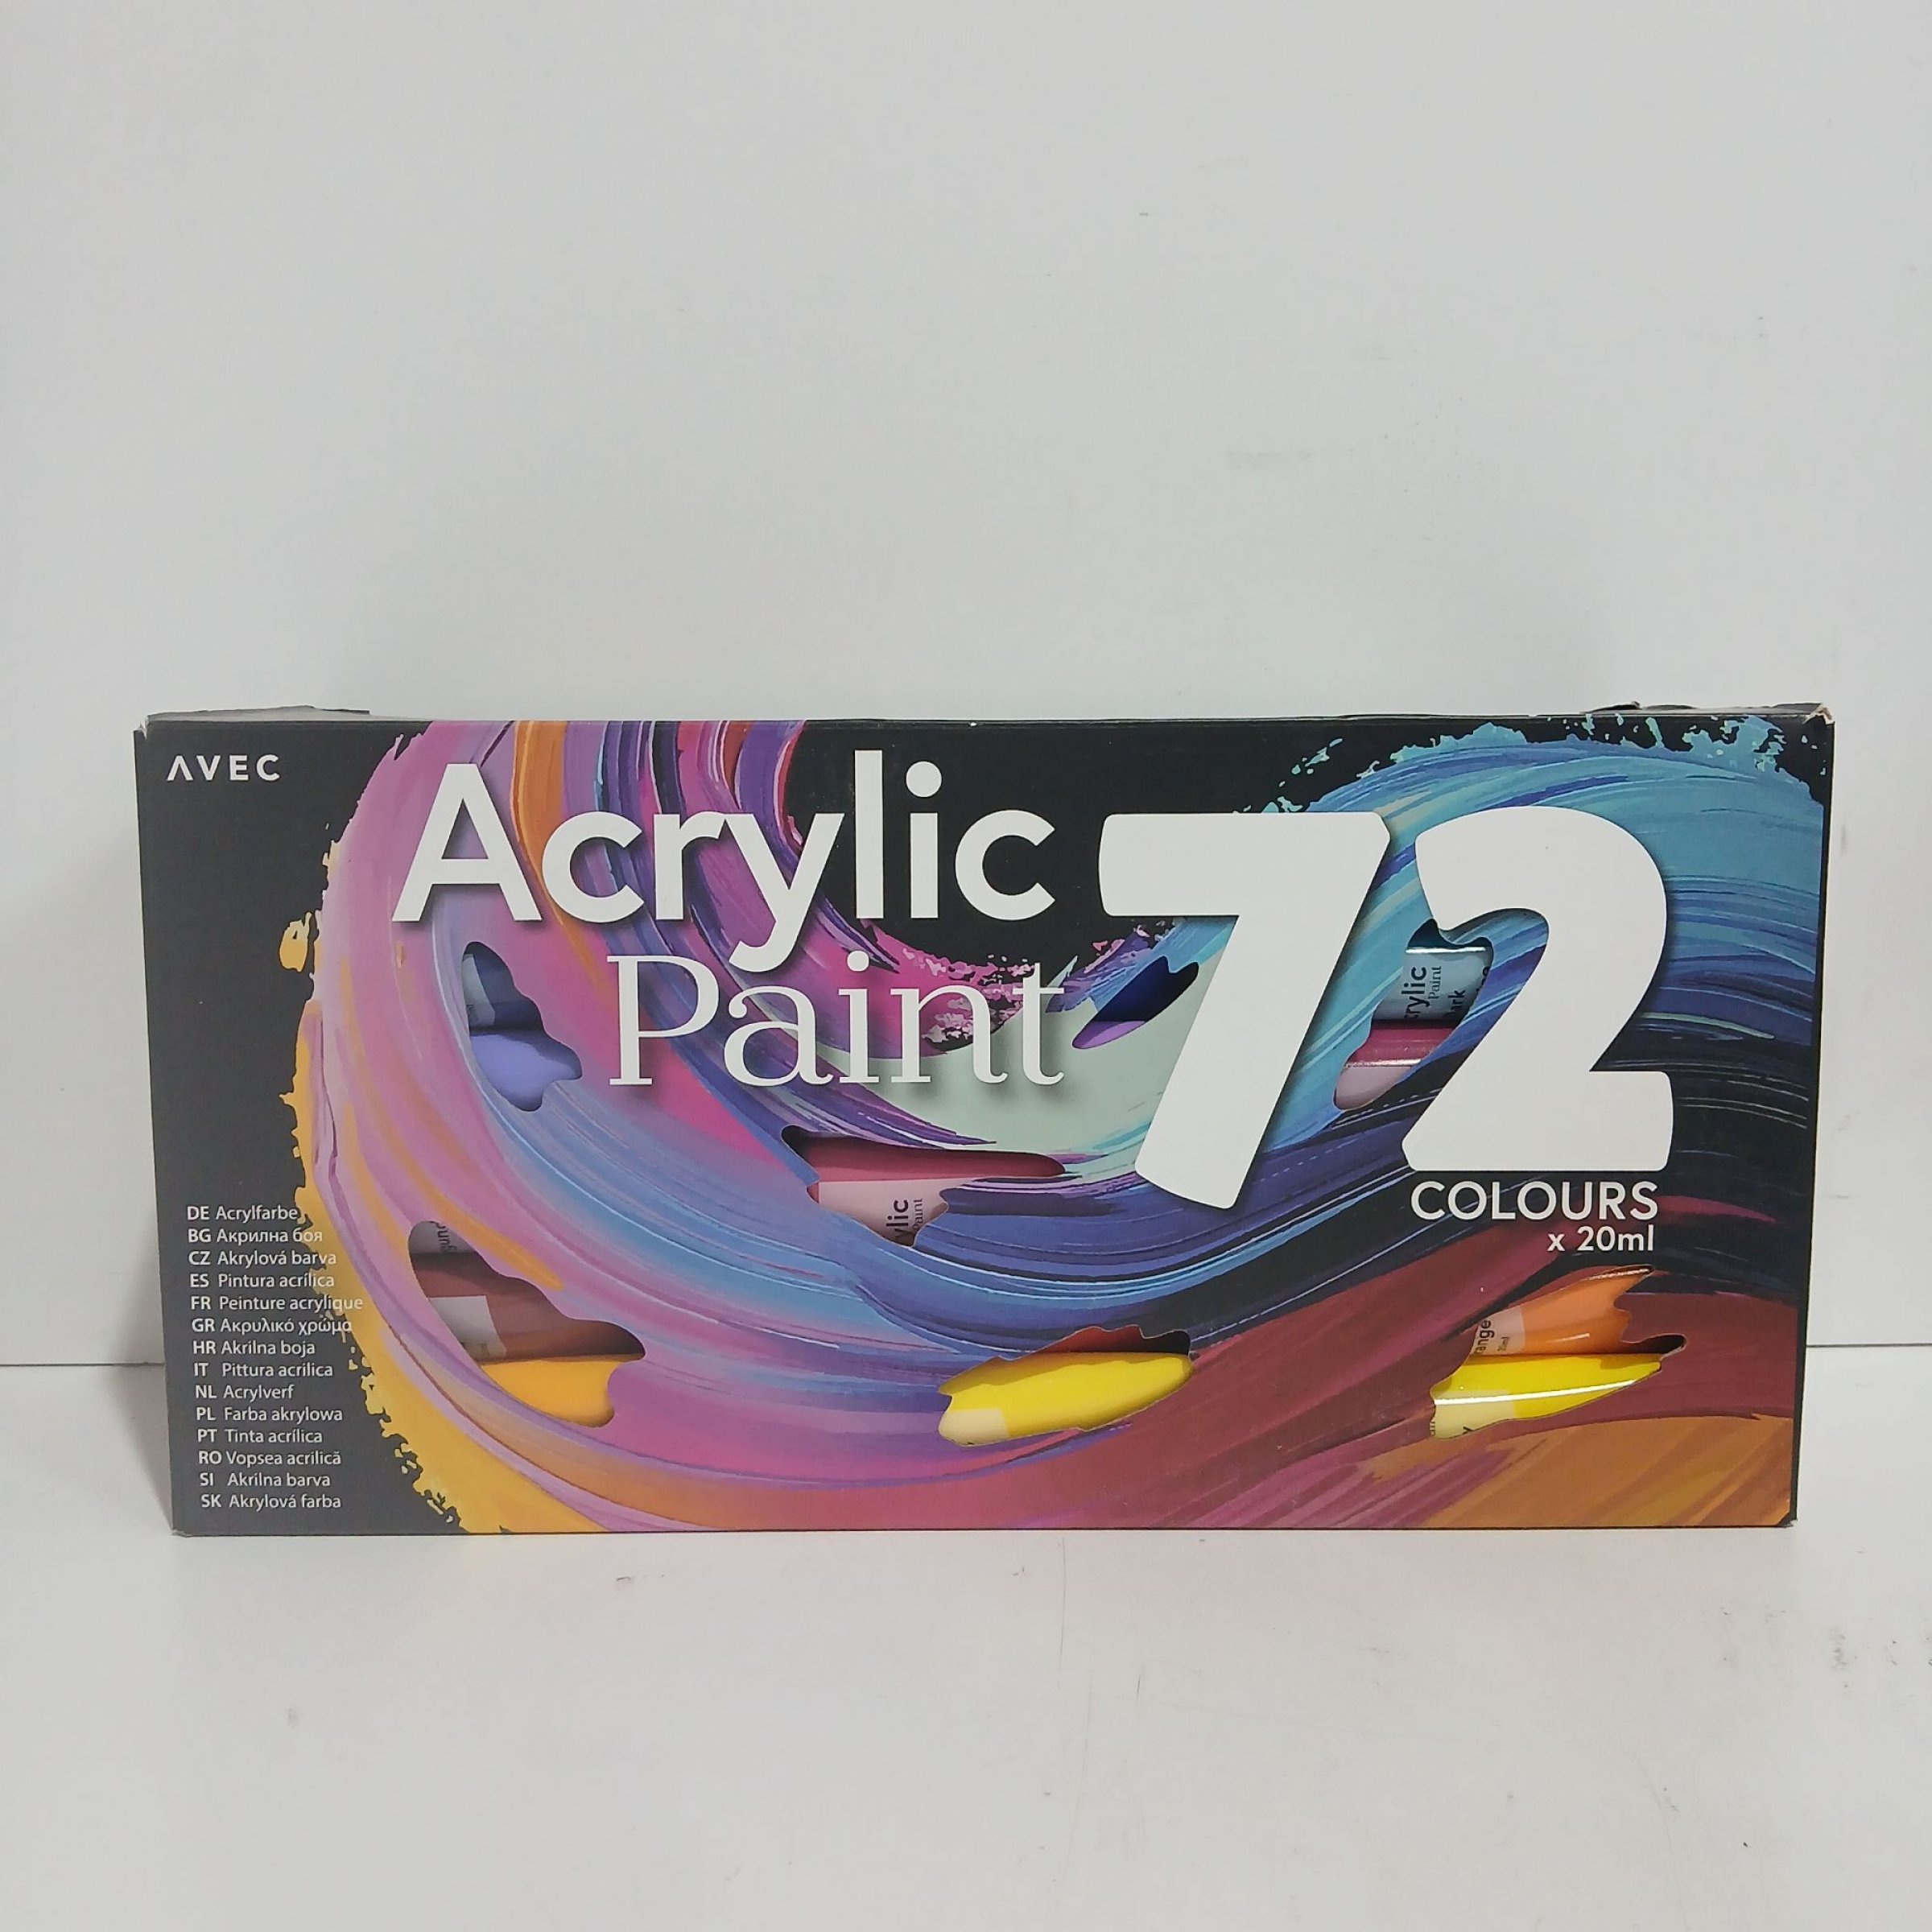 AVEC
Acrylic
Paint
72
COLOURS
x 20ml
DE Acrylfarbe
BG Акрилна боя
CZ Akrylová barva
ES Pintura acrílica
FR Peinture acrylique
GR Ακρυλικό χρώμα
HR Akrilna boja
IT Pittura acrilica
NL Acrylverf
PL Farba akrylowa
PT Tinta acrílica
RO Vopsea acrilică
SI Akrilna barva
SK Akrylová farba
Paint